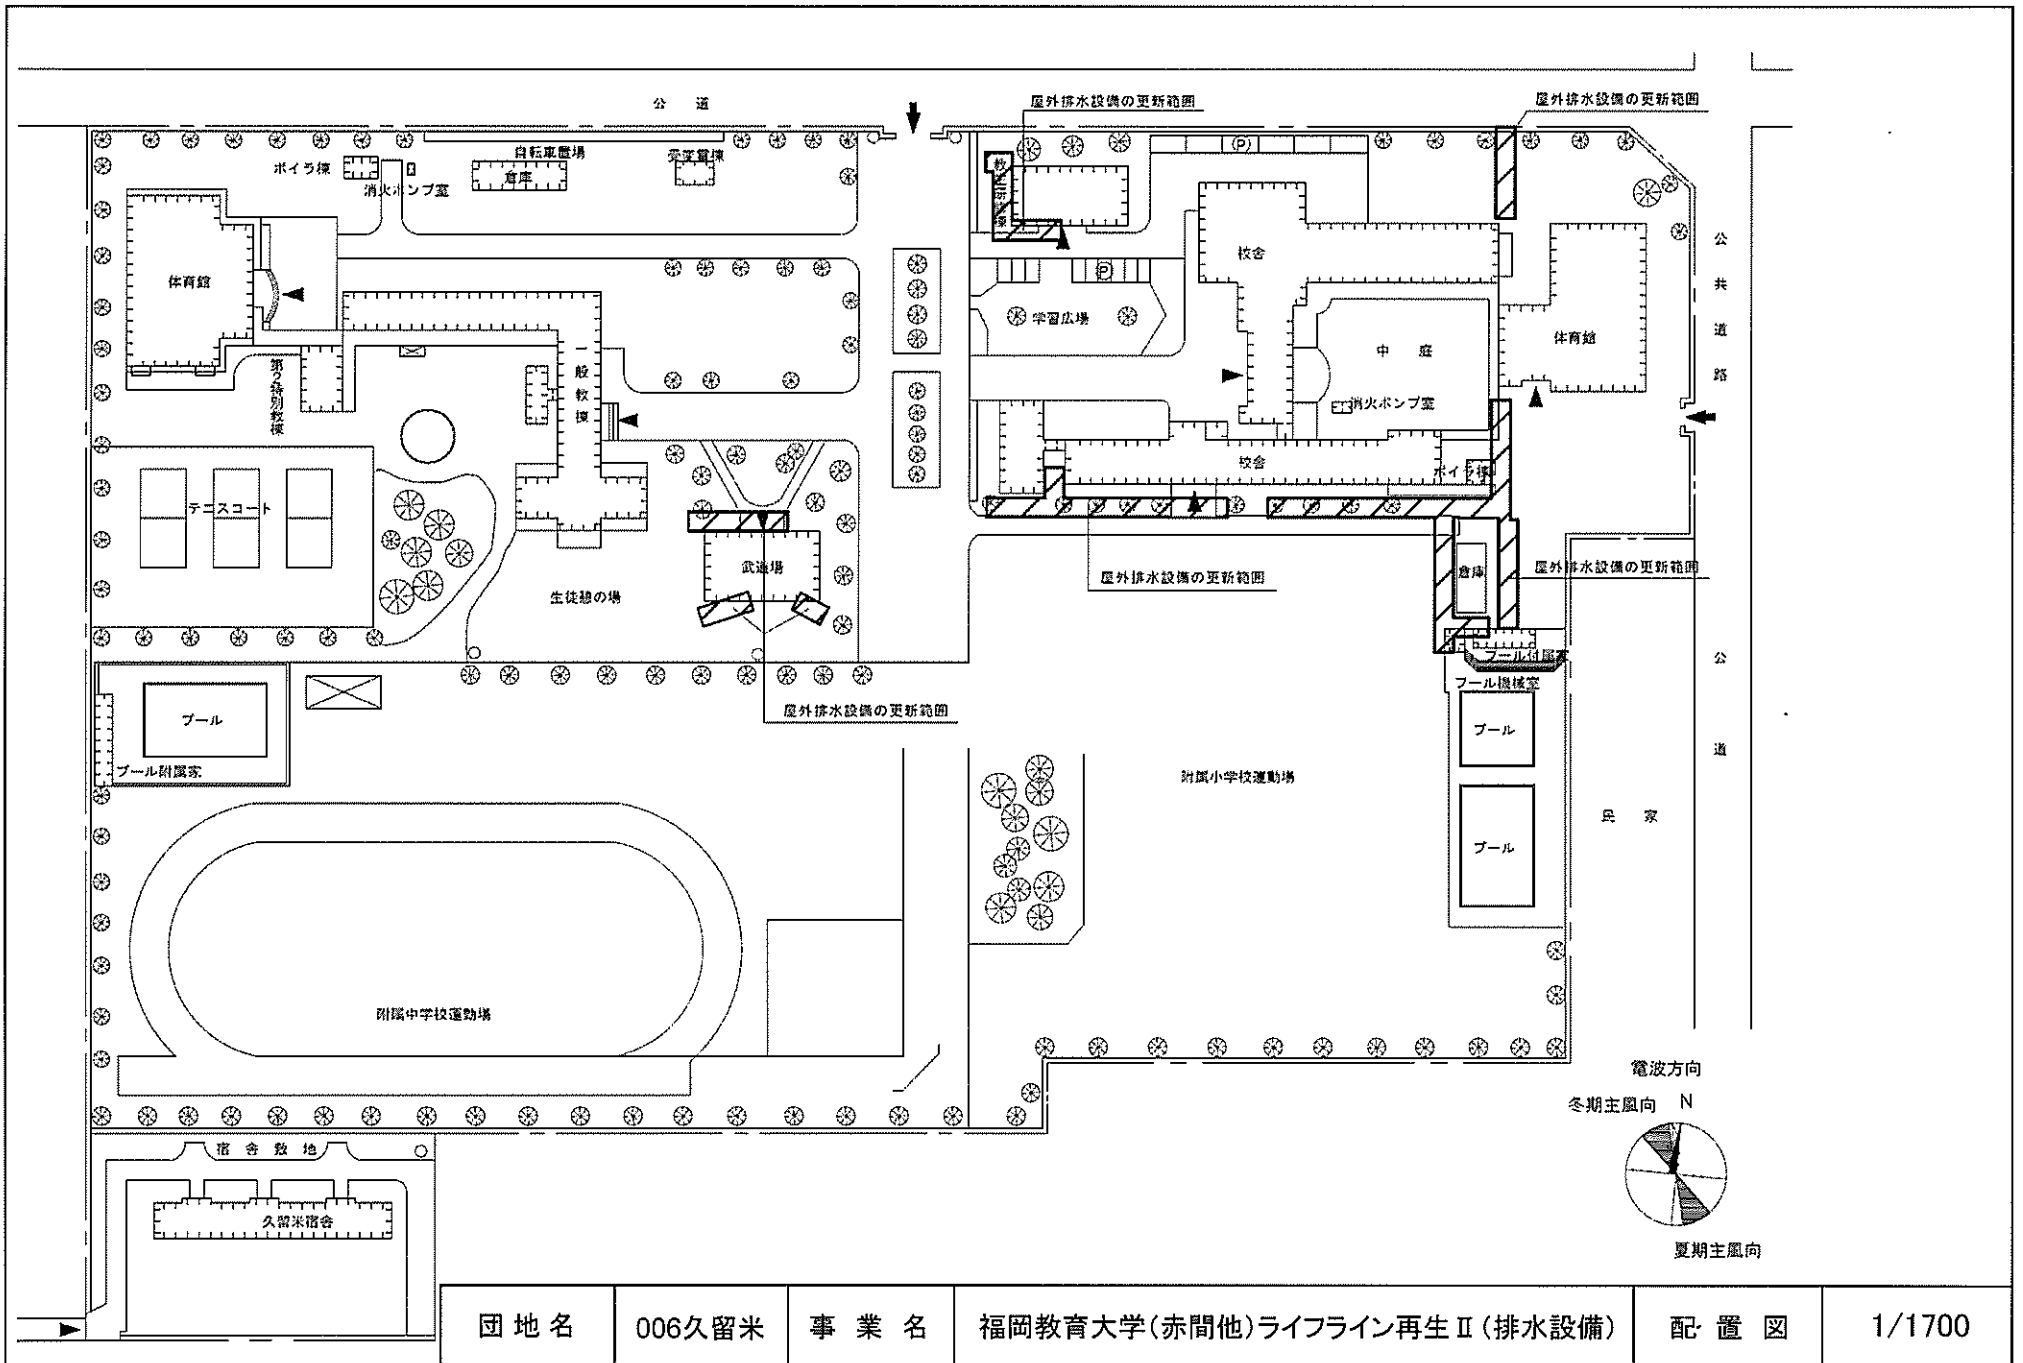 公道
屋外排水設備の更新範囲
屋外排水設備の更新範囲
ボイラ棟
自転車置場
倉庫
受変電棟
消火ポンプ室
P
公共道路
体育館
校舎
P
学習広場
中庭
体育館
第2特別教棟
一般教棟
消火ポンプ室
校舎
ボイラ棟
テニスコート
武道場
生徒憩の場
屋外排水設備の更新範囲
倉庫
屋外排水設備の更新範囲
プール付属家
プール機械室
公道
プール
プール附属家
屋外排水設備の更新範囲
プール
附属小学校運動場
民家
プール
附属中学校運動場
電波方向
冬期主風向 N
夏期主風向
宿舎敷地
久留米宿舎
団地名 006久留米 事業名 福岡教育大学(赤間他)ライフライン再生Ⅱ(排水設備) 配置図 1/1700